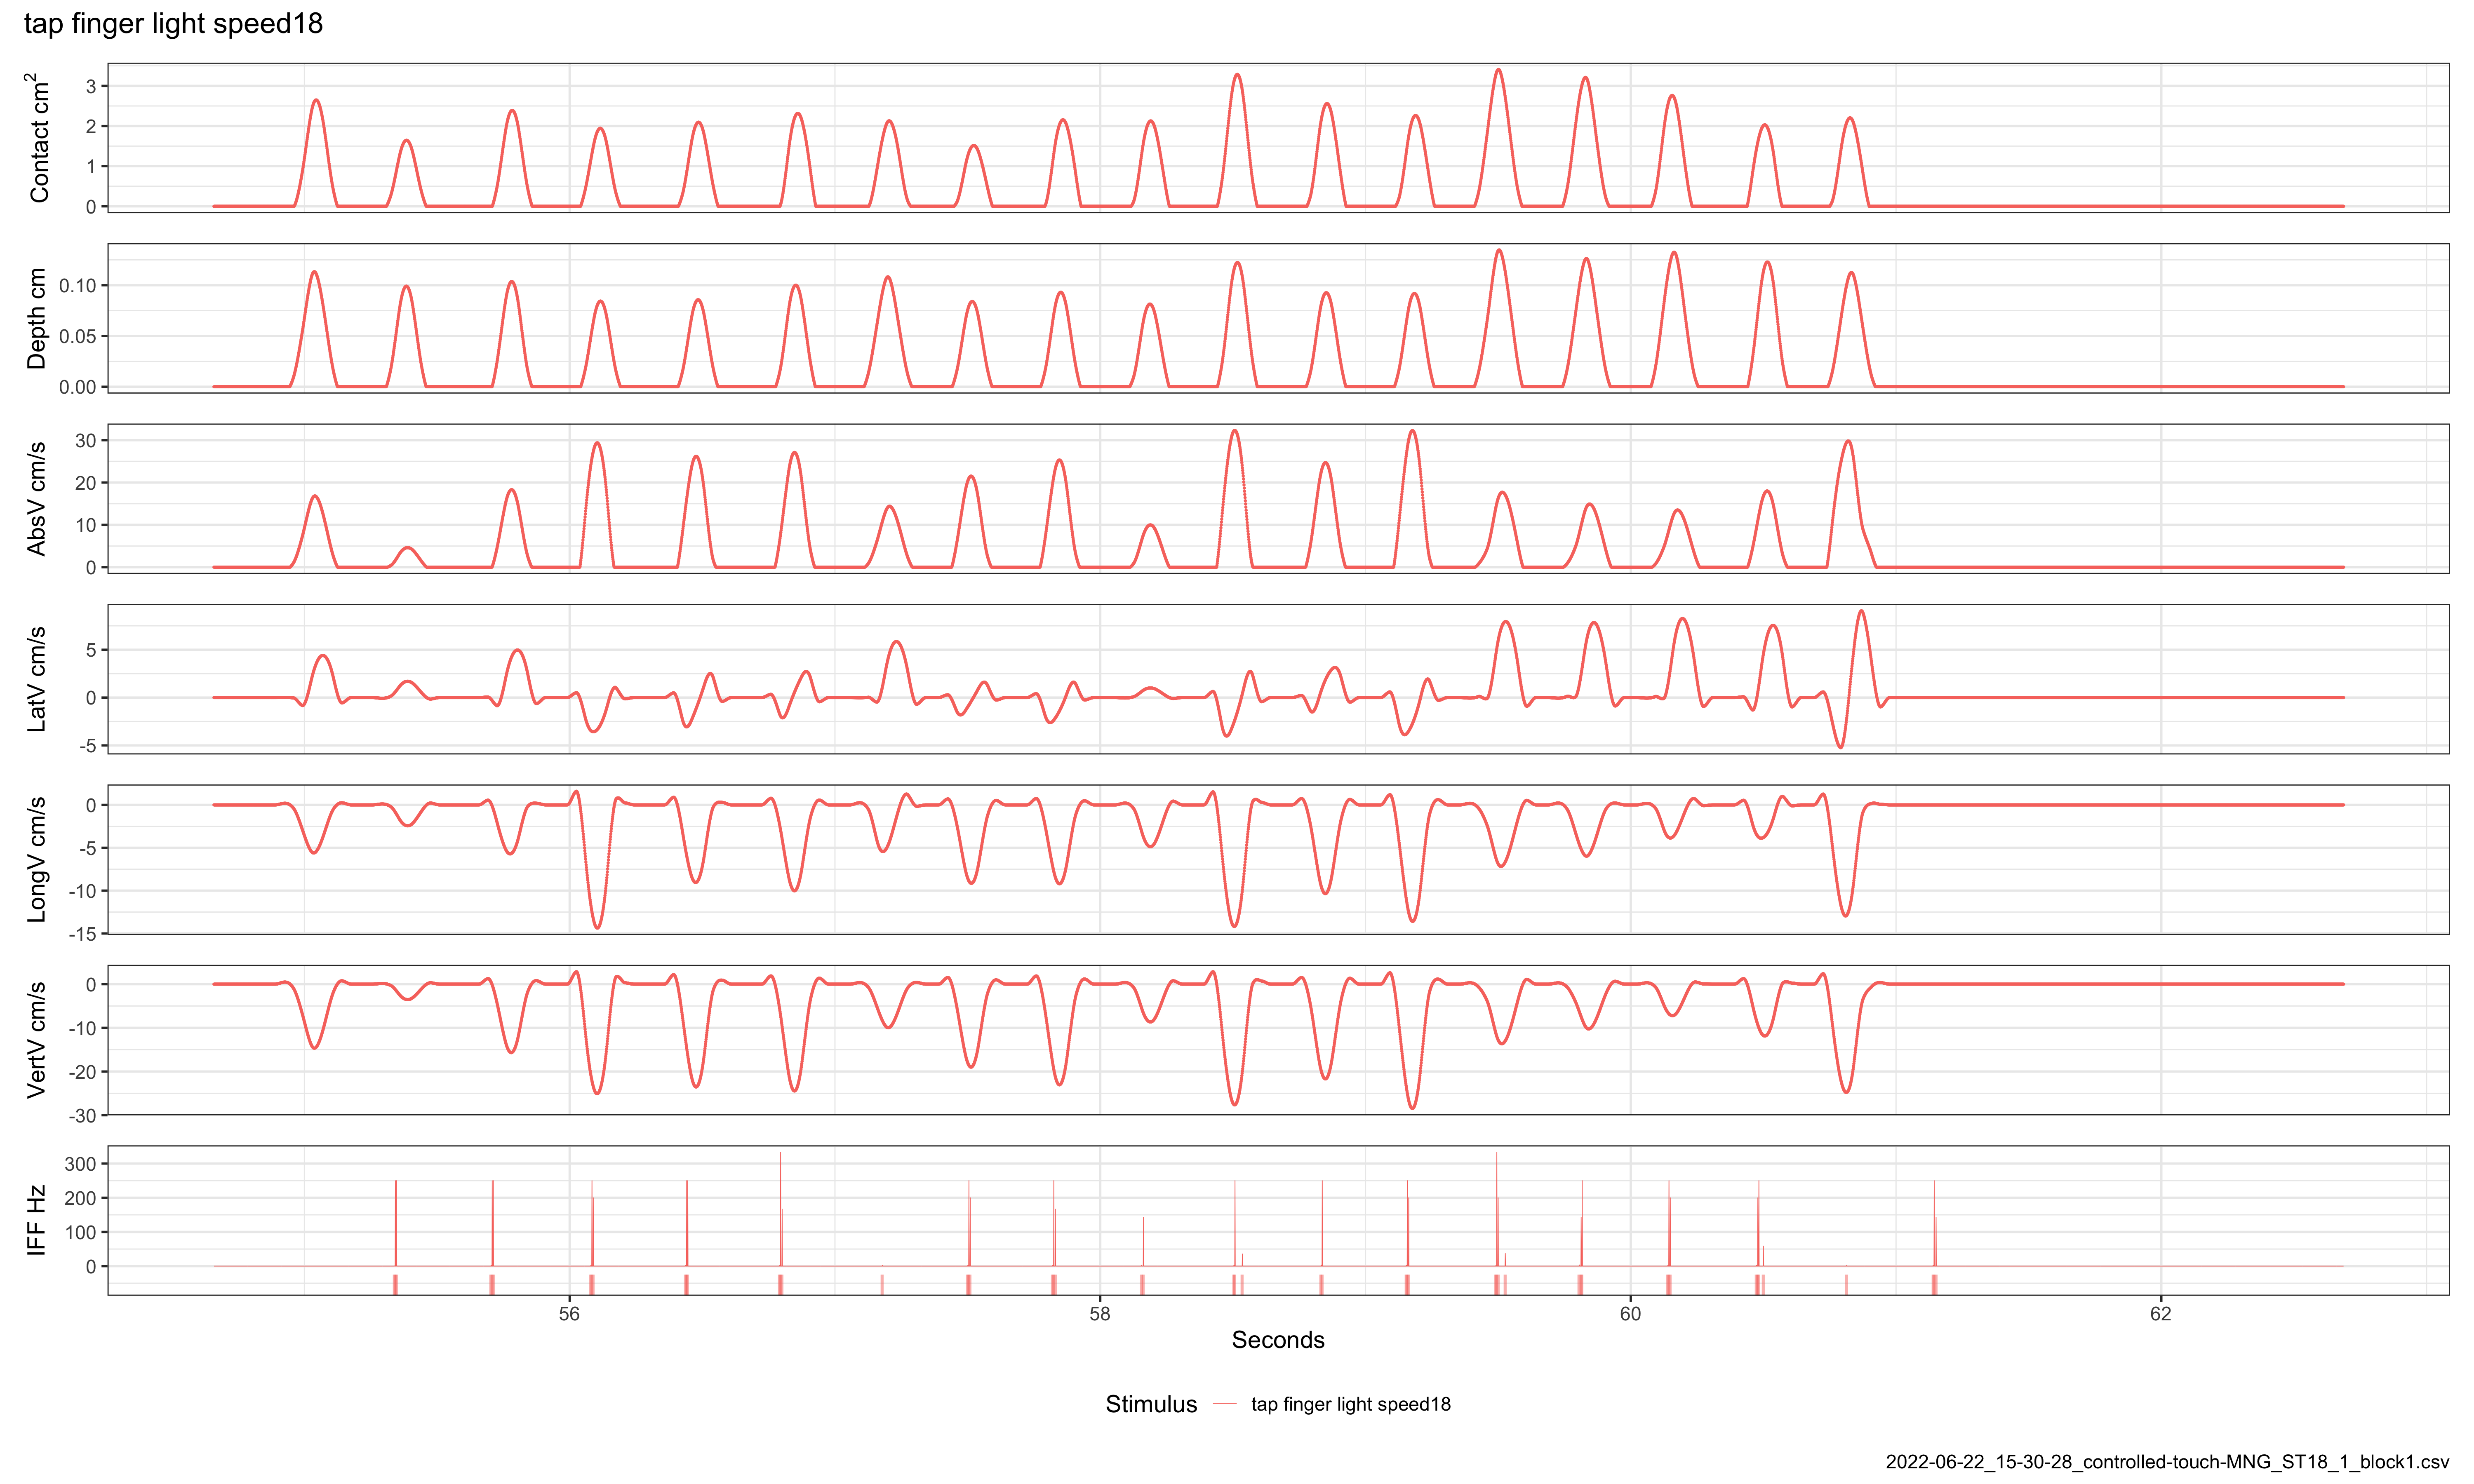 tap finger light speed18
Contact cm²
3
2
1
0
Depth cm
0.10
0.05
0.00
AbsV cm/s
30
20
10
0
LatV cm/s
5
0
-5
LongV cm/s
0
-5
-10
-15
VertV cm/s
0
-10
-20
-30
IFF Hz
300
200
100
0
56 58 60 62
Seconds
Stimulus tap finger light speed18
2022-06-22_15-30-28_controlled-touch-MNG_ST18_1_block1.csv